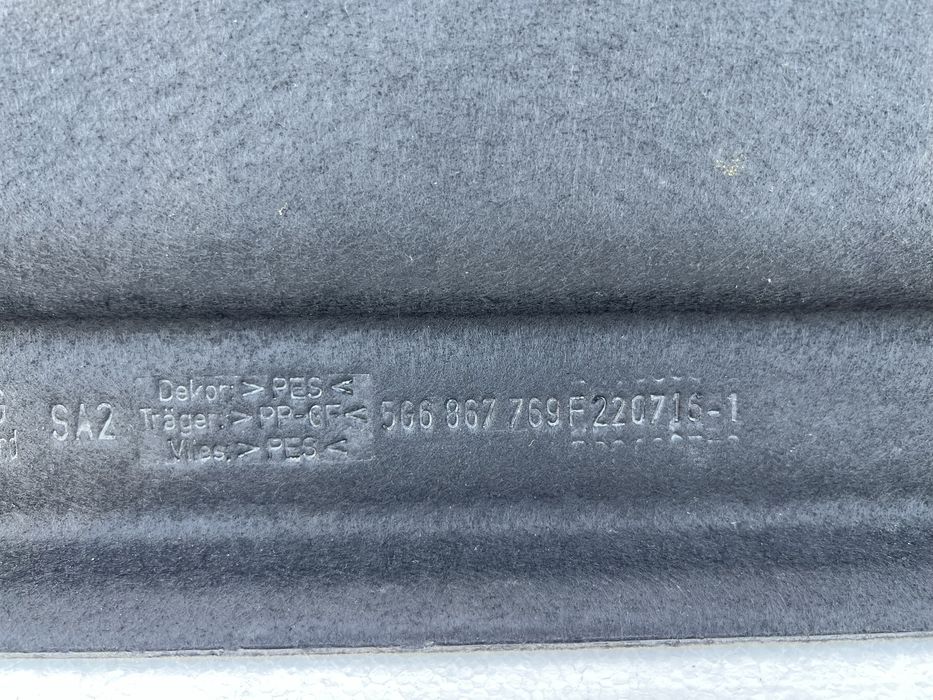 SA2
Dekor: > PES <
Träger: > PP-GF <
Vlies: > PES <
5G6 867 769 F 220716-1